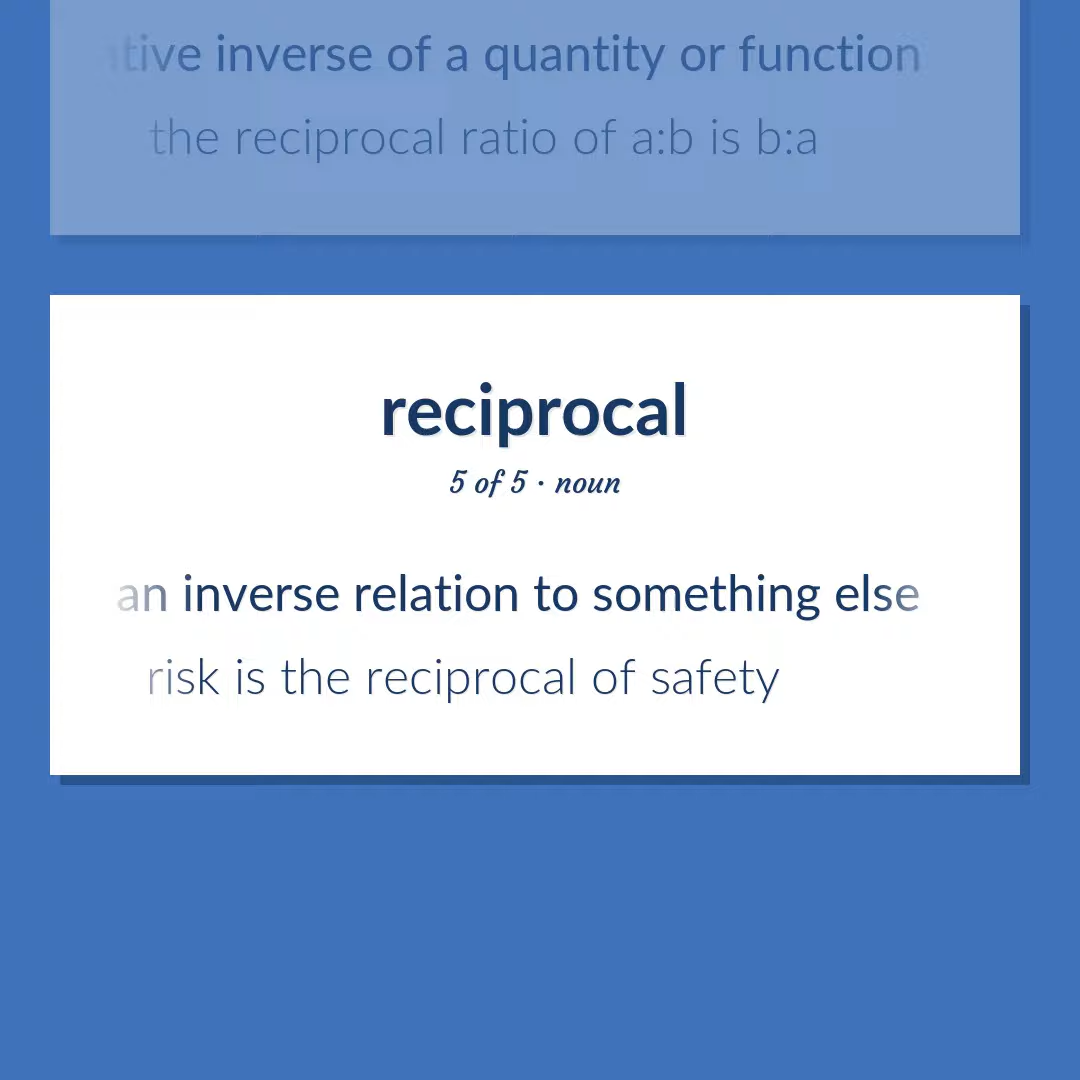 inverse of a quantity or function
the reciprocal ratio of a:b is b:a
reciprocal
5 of 5 · noun
an inverse relation to something else
risk is the reciprocal of safety